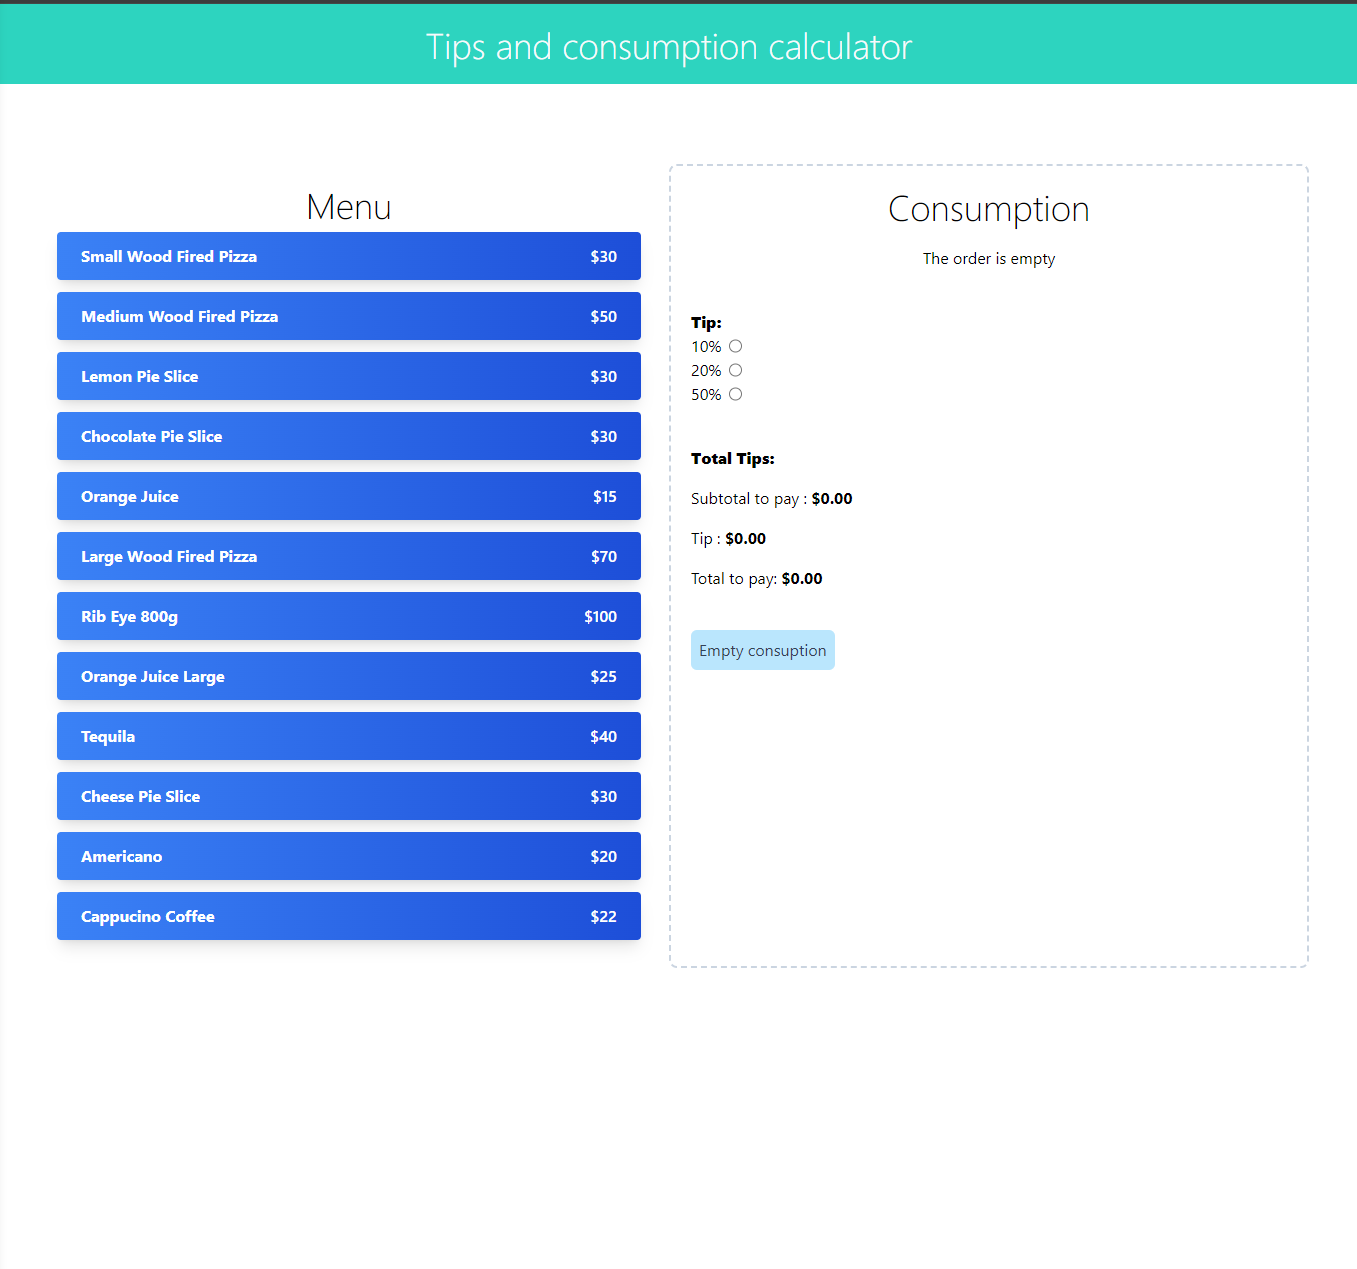 Tips and consumption calculator
Menu
Small Wood Fired Pizza $30
Medium Wood Fired Pizza $50
Lemon Pie Slice $30
Chocolate Pie Slice $30
Orange Juice $15
Large Wood Fired Pizza $70
Rib Eye 800g $100
Orange Juice Large $25
Tequila $40
Cheese Pie Slice $30
Americano $20
Cappucino Coffee $22
Consumption
The order is empty
Tip:
10%
20%
50%
Total Tips:
Subtotal to pay : $0.00
Tip : $0.00
Total to pay: $0.00
Empty consuption